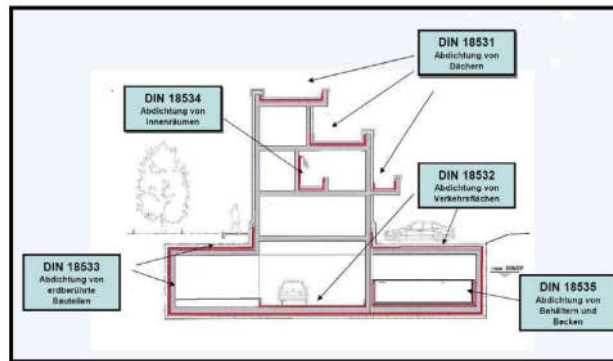 DIN 18531
Abdichtung von
Dächern
DIN 18534
Abdichtung von
Innenräumen
DIN 18532
Abdichtung von
Verkehrsflächen
DIN 18533
Abdichtung von
erdberührte
Bauteilen
DIN 18535
Abdichtung von
Behältern und
Becken